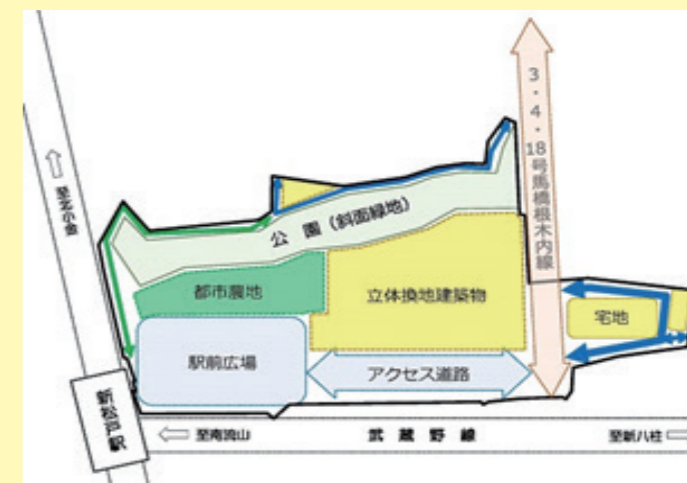 3・4・18号馬橋根木内線
至北小金
公園(斜面緑地)
都市農地
立体換地建築物
宅地
駅前広場
アクセス道路
新松戸駅
至南流山
武蔵野線
至新八柱